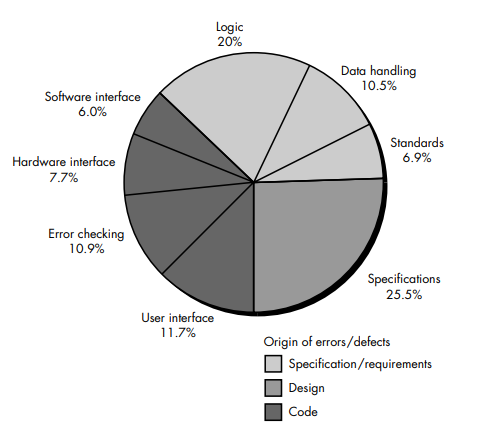 Logic
20%
Data handling
10.5%
Software interface
6.0%
Standards
6.9%
Hardware interface
7.7%
Error checking
10.9%
Specifications
25.5%
User interface
11.7%
Origin of errors/defects
Specification/requirements
Design
Code